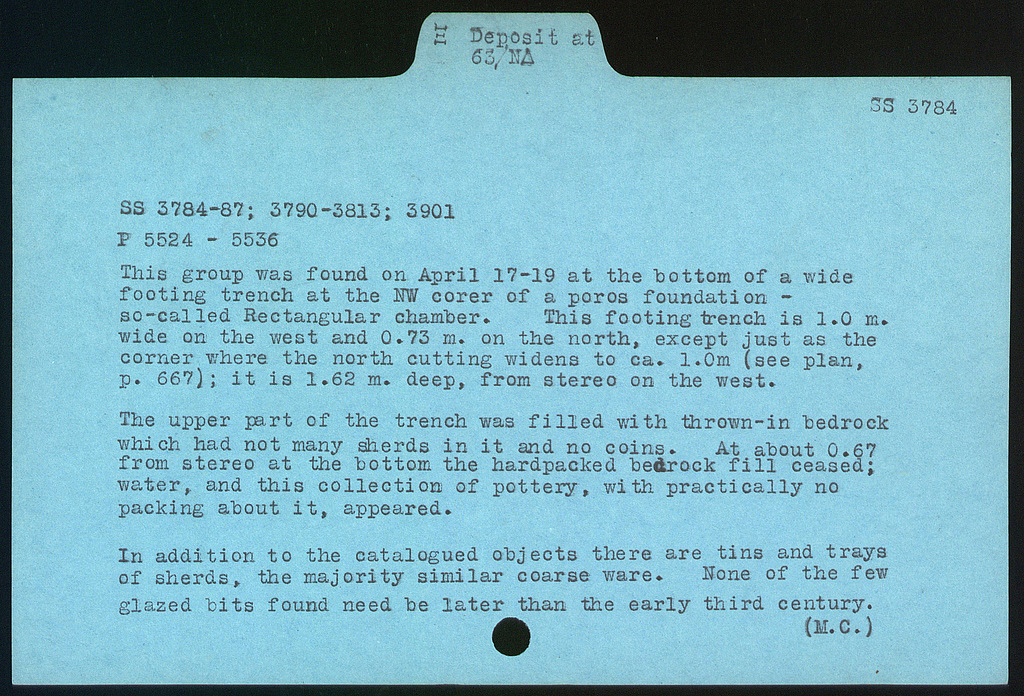 Ξ Deposit at
63/ΝΔ
SS 3784
SS 3784-87; 3790-3813; 3901
P 5524 - 5536
This group was found on April 17-19 at the bottom of a wide
footing trench at the NW corer of a poros foundation -
so-called Rectangular chamber. This footing trench is 1.0 m.
wide on the west and 0.73 m. on the north, except just as the
corner where the north cutting widens to ca. 1.0m (see plan,
p. 667); it is 1.62 m. deep, from stereo on the west.
The upper part of the trench was filled with thrown-in bedrock
which had not many sherds in it and no coins. At about 0.67
from stereo at the bottom the hardpacked bedrock fill ceased;
water, and this collection of pottery, with practically no
packing about it, appeared.
In addition to the catalogued objects there are tins and trays
of sherds, the majority similar coarse ware. None of the few
glazed bits found need be later than the early third century.
(M.C.)